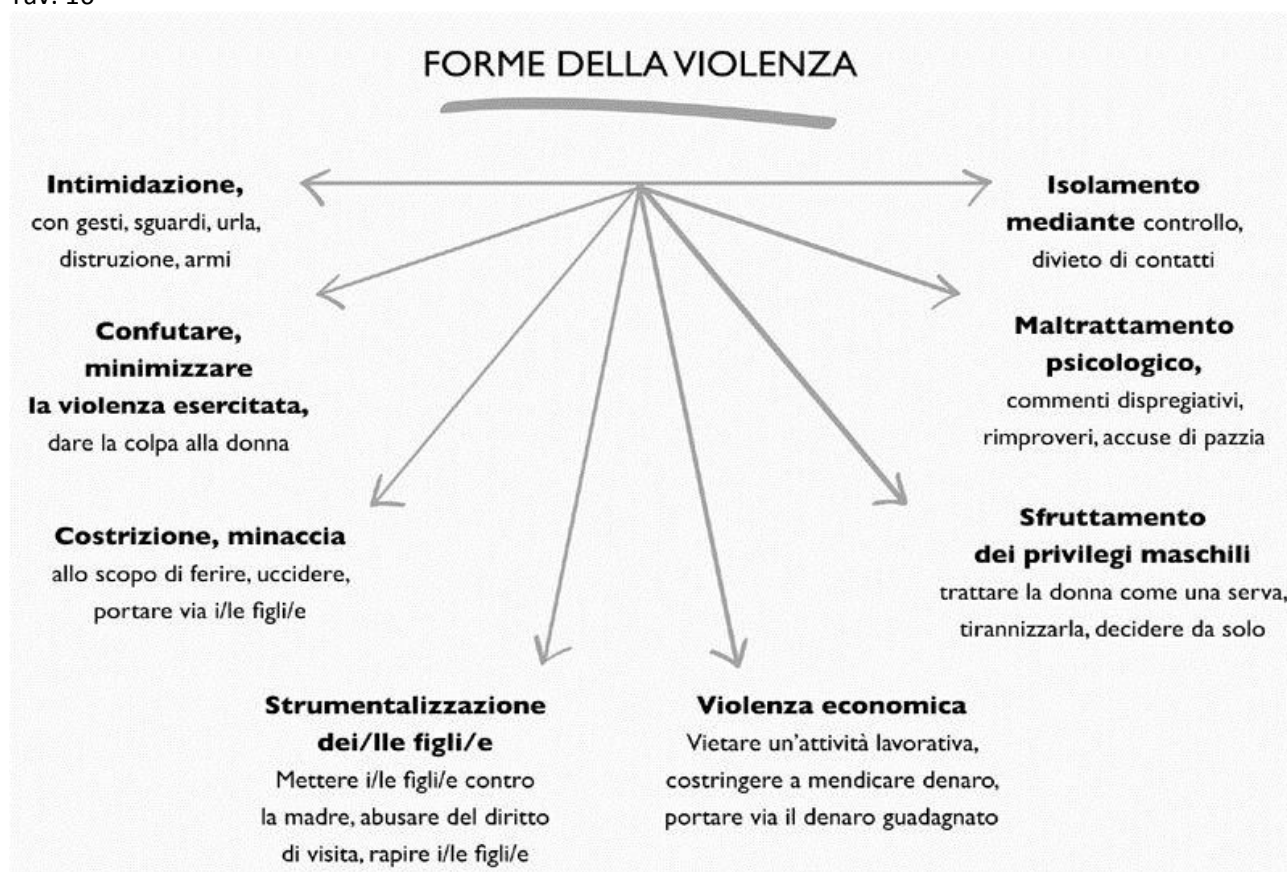 Tav. 10
FORME DELLA VIOLENZA
Intimidazione,
con gesti, sguardi, urla,
distruzione, armi
Confutare,
minimizzare
la violenza esercitata,
dare la colpa alla donna
Costrizione, minaccia
allo scopo di ferire, uccidere,
portare via i/le figli/e
Strumentalizzazione
dei/lle figli/e
Mettere i/le figli/e contro
la madre, abusare del diritto
di visita, rapire i/le figli/e
Violenza economica
Vietare un'attività lavorativa,
costringere a mendicare denaro,
portare via il denaro guadagnato
Sfruttamento
dei privilegi maschili
trattare la donna come una serva,
tirannizzarla, decidere da solo
Maltrattamento
psicologico,
commenti dispregiativi,
rimproveri, accuse di pazzia
Isolamento
mediante controllo,
divieto di contatti